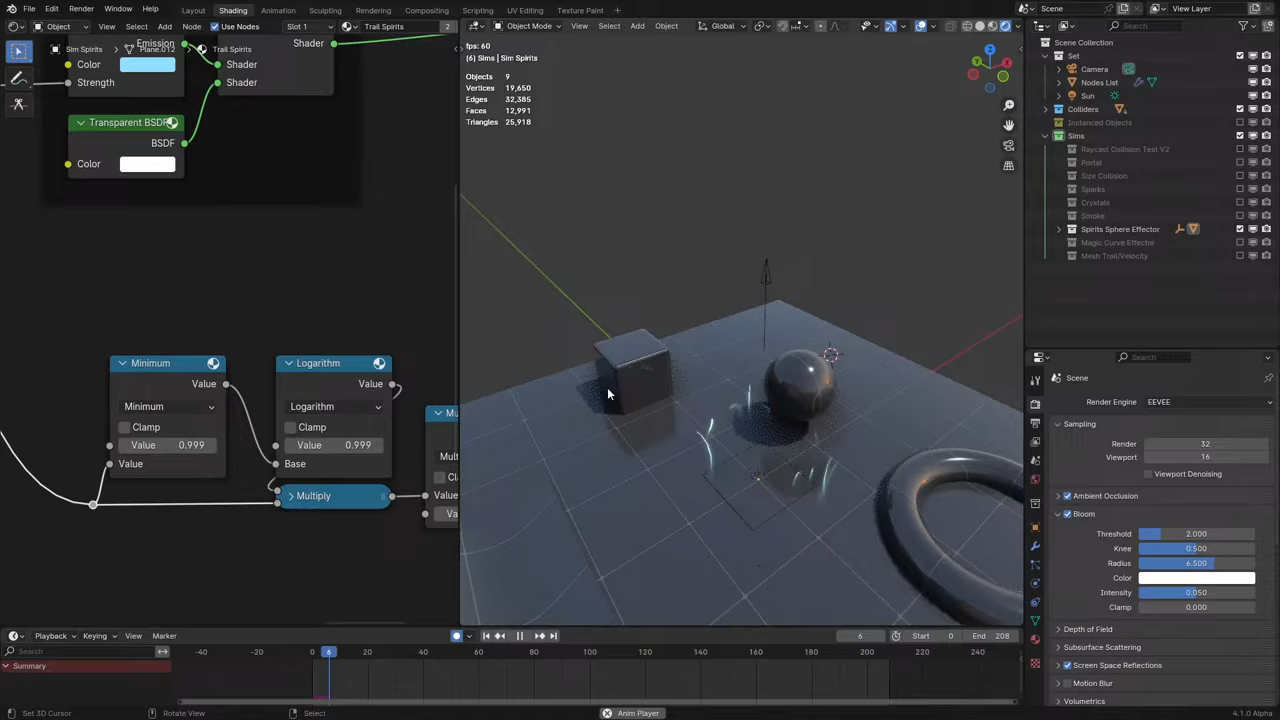 File Edit Render Window Help
Layout Shading Animation Sculpting Rendering Compositing Scripting UV Editing Texture Paint
Scene
View Layer
Object View Select Add Node Use Nodes Slot 1 Trail Spirits 2
Object Mode View Select Add Object Global
Search
Sim Spirits > Trail Spirits
Emission
Color
Strength
Shader
Shader
Shader
Transparent BSDF
BSDF
Color
Minimum
Value
Minimum
Clamp
Value 0.999
Value
Logarithm
Value
Logarithm
Clamp
Value 0.999
Base
Multiply
Mu
Mult
Cl
Value
Va
fps: 60
(6) Sims | Sim Spirits
Objects 9
Vertices 19,650
Edges 32,385
Faces 12,991
Triangles 25,918
Z
Y
X
Scene Collection
Set
Camera
Nodes List
Sun
Colliders
Instanced Objects
Sims
Raycast Collision Test V2
Portal
Size Collision
Sparks
Crystals
Smoke
Spirits Sphere Effector
Magic Curve Effector
Mesh Trail/Velocity
Search
Scene
Render Engine EEVEE
Sampling
Render 32
Viewport 16
Viewport Denoising
Ambient Occlusion
Bloom
Threshold 2.000
Knee 0.500
Radius 6.500
Color
Intensity 0.050
Clamp 0.000
Depth of Field
Subsurface Scattering
Screen Space Reflections
Motion Blur
Volumetrics
Playback Keying View Marker
6 Start 0 End 208
Search
-40 -20 0 6 20 40 60 80 100 120 140 160 180 200 220 240
Summary
Set 3D Cursor Rotate View Select Anim Player 4.1.0 Alpha